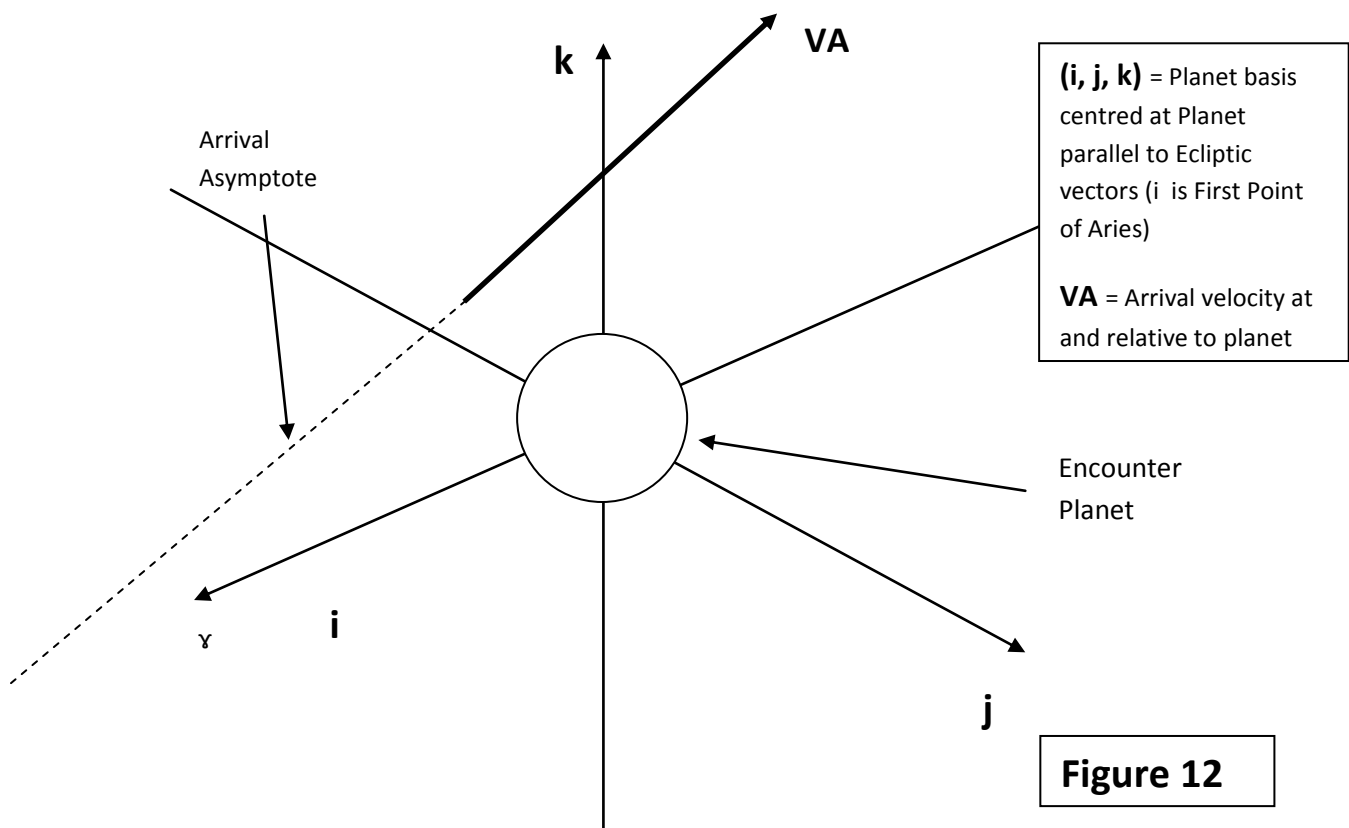 k
VA
Arrival
Asymptote
(i, j, k) = Planet basis
centred at Planet
parallel to Ecliptic
vectors (i is First Point
of Aries)
VA = Arrival velocity at
and relative to planet
Encounter
Planet
i
ɤ
j
Figure 12